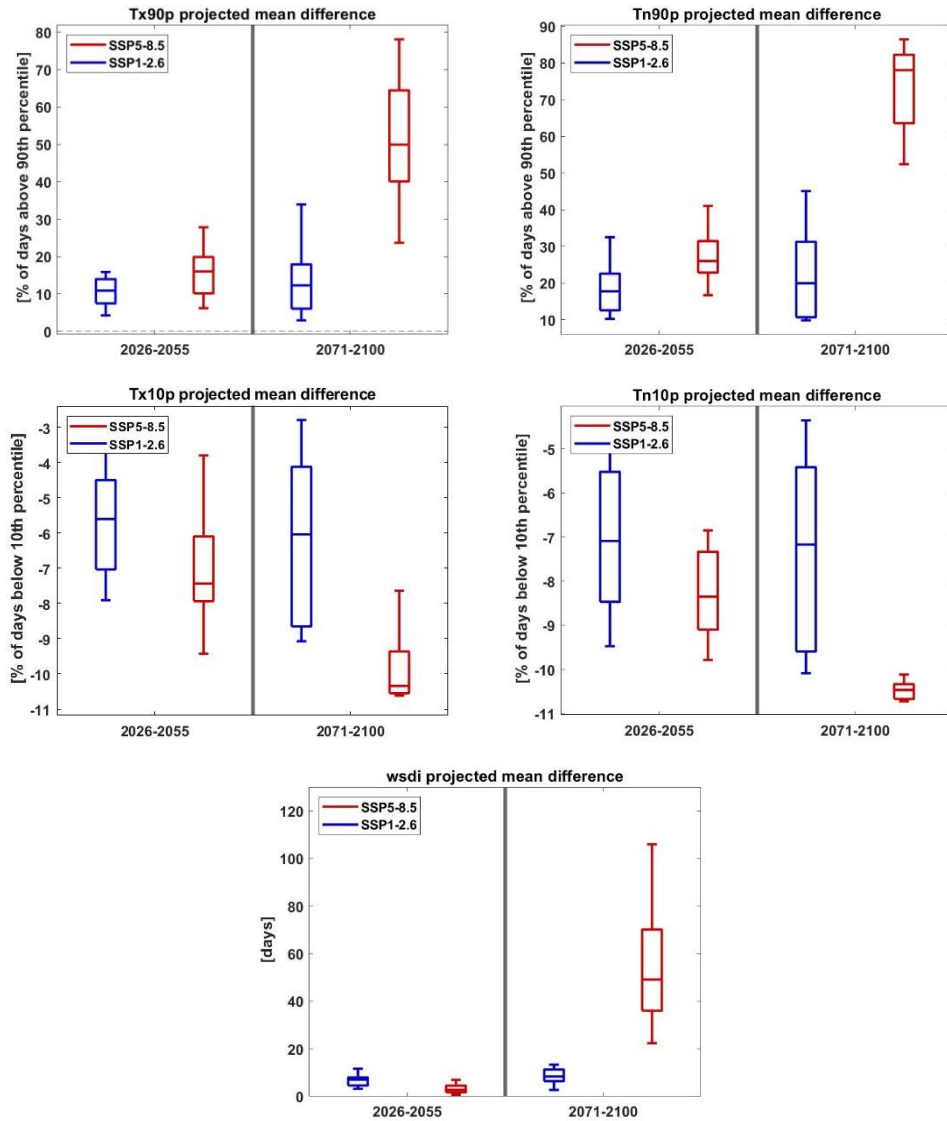 Tx90p projected mean difference
[% of days above 90th percentile]
80
70
60
50
40
30
20
10
0
SSP5-8.5
SSP1-2.6
2026-2055
2071-2100
Tn90p projected mean difference
[% of days above 90th percentile]
90
80
70
60
50
40
30
20
10
SSP5-8.5
SSP1-2.6
2026-2055
2071-2100
Tx10p projected mean difference
[% of days below 10th percentile]
-3
-4
-5
-6
-7
-8
-9
-10
-11
SSP5-8.5
SSP1-2.6
2026-2055
2071-2100
Tn10p projected mean difference
[% of days below 10th percentile]
-5
-6
-7
-8
-9
-10
-11
SSP5-8.5
SSP1-2.6
2026-2055
2071-2100
wsdi projected mean difference
[days]
120
100
80
60
40
20
0
SSP5-8.5
SSP1-2.6
2026-2055
2071-2100